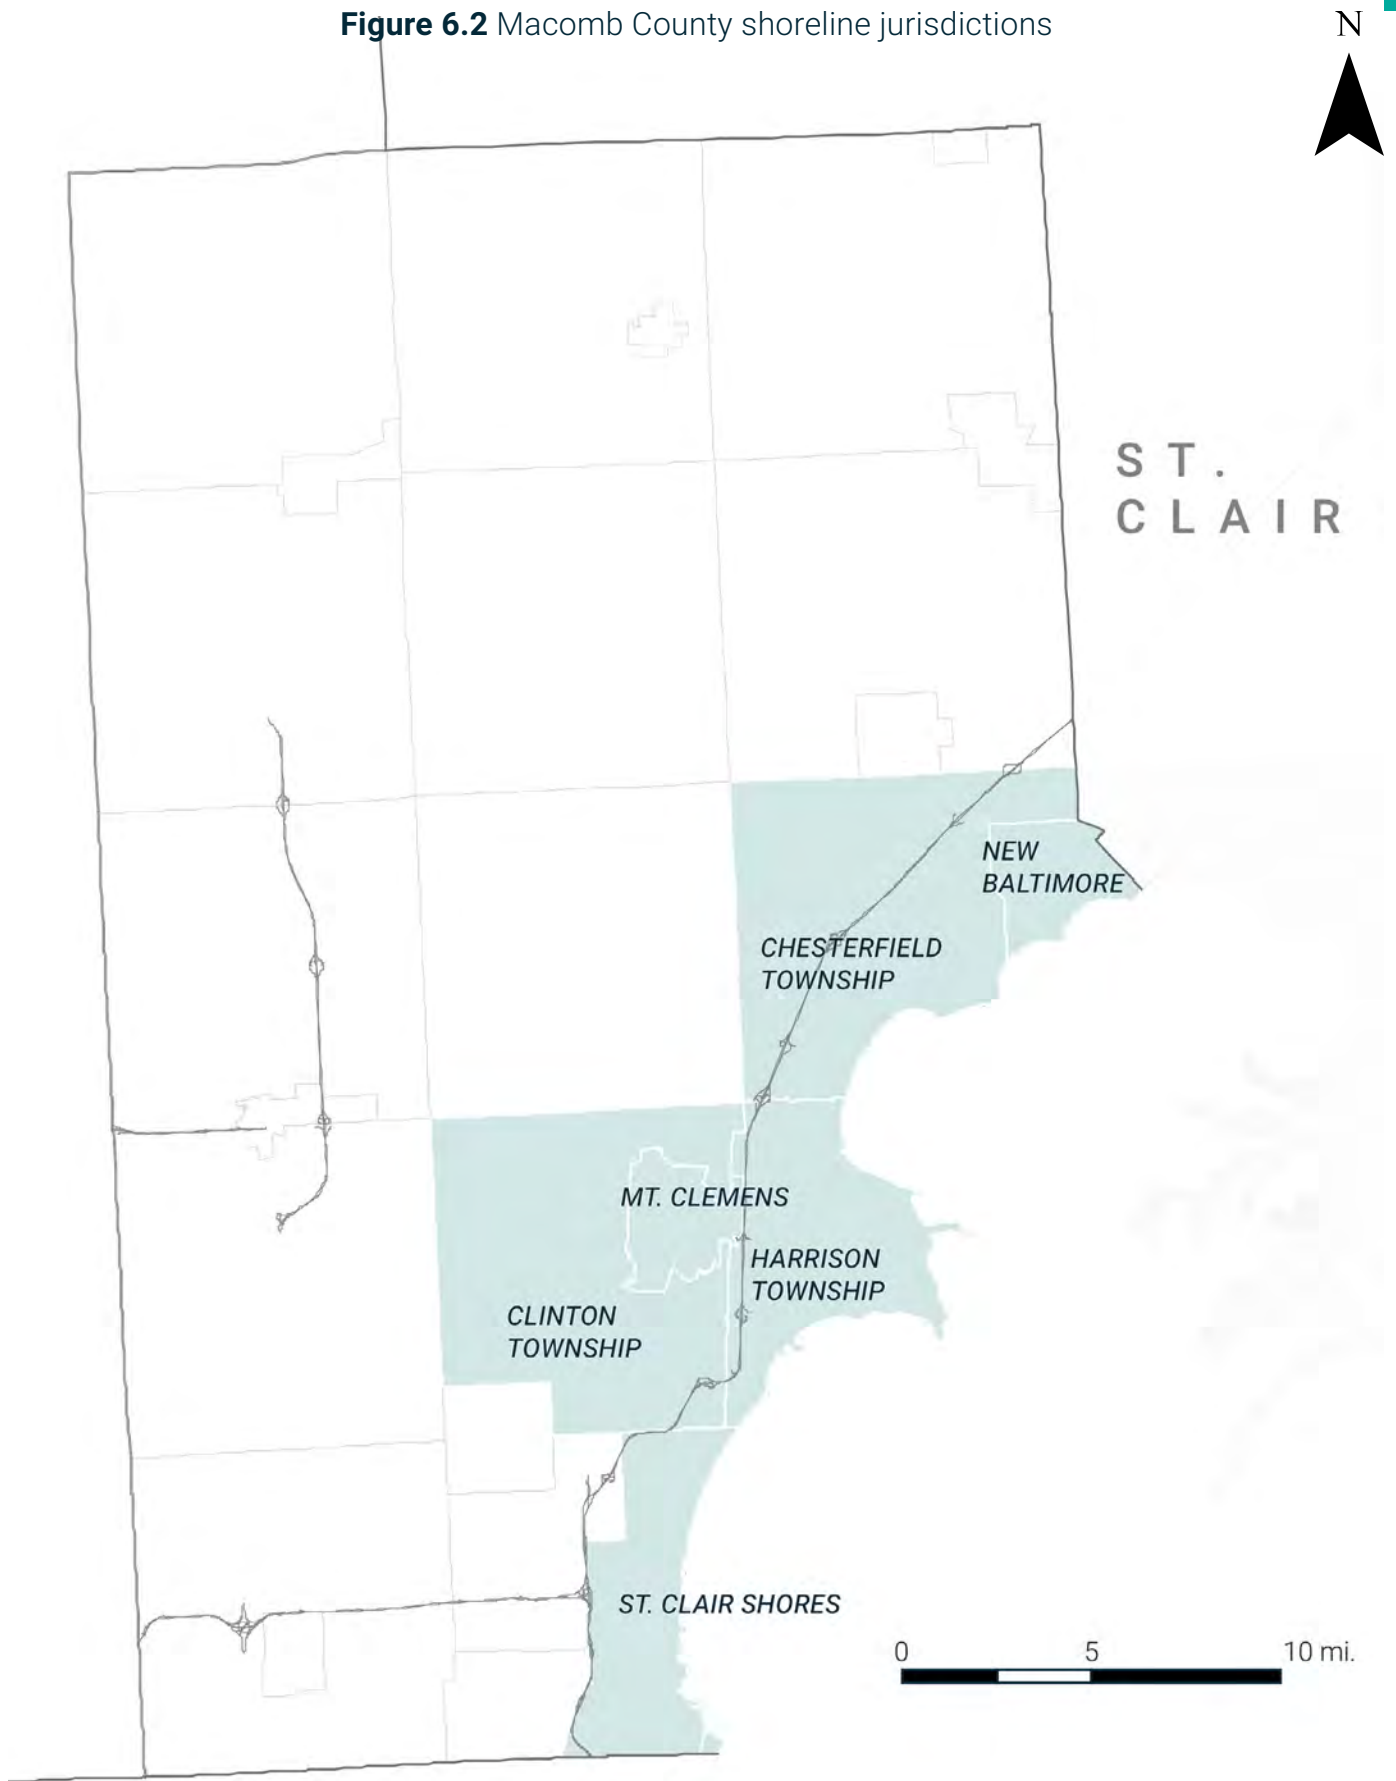 Figure 6.2 Macomb County shoreline jurisdictions
N
ST.
CLAIR
NEW
BALTIMORE
CHESTERFIELD
TOWNSHIP
MT. CLEMENS
HARRISON
TOWNSHIP
CLINTON
TOWNSHIP
ST. CLAIR SHORES
0 5 10 mi.